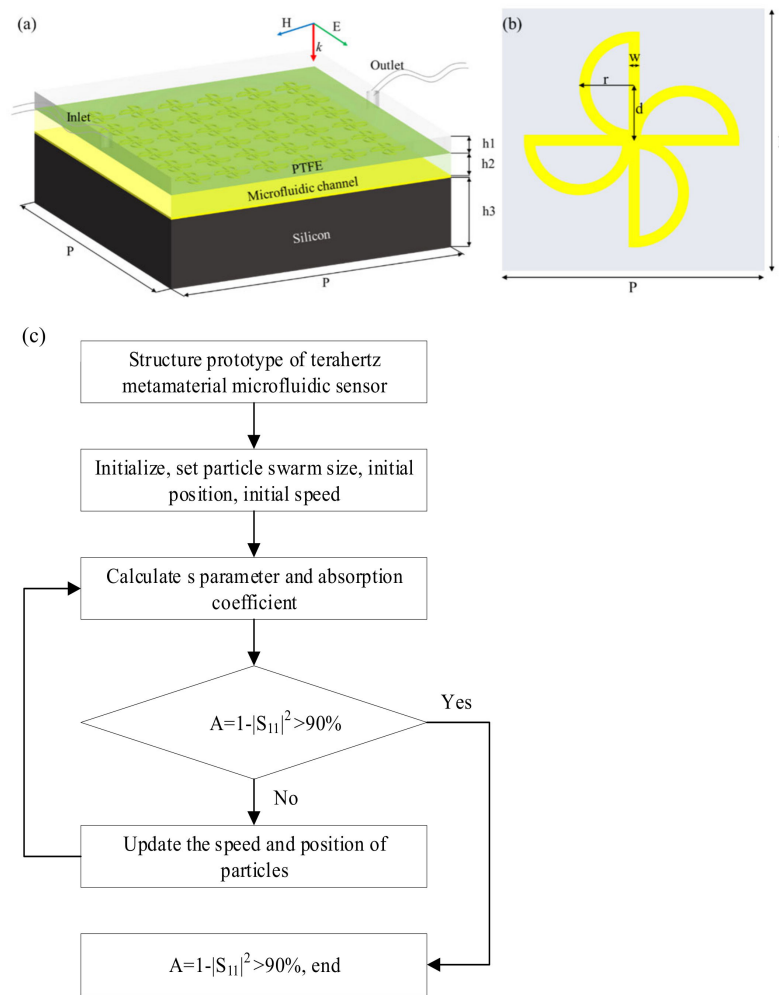 (a)
H
E
k
Outlet
Inlet
h1
PTFE
h2
Microfluidic channel
h3
Silicon
P
P
(b)
w
r
d
P
(c)
Structure prototype of terahertz
metamaterial microfluidic sensor
Initialize, set particle swarm size, initial
position, initial speed
Calculate s parameter and absorption
coefficient
A=1-|S₁₁|²>90%
Yes
No
Update the speed and position of
particles
A=1-|S₁₁|²>90%, end